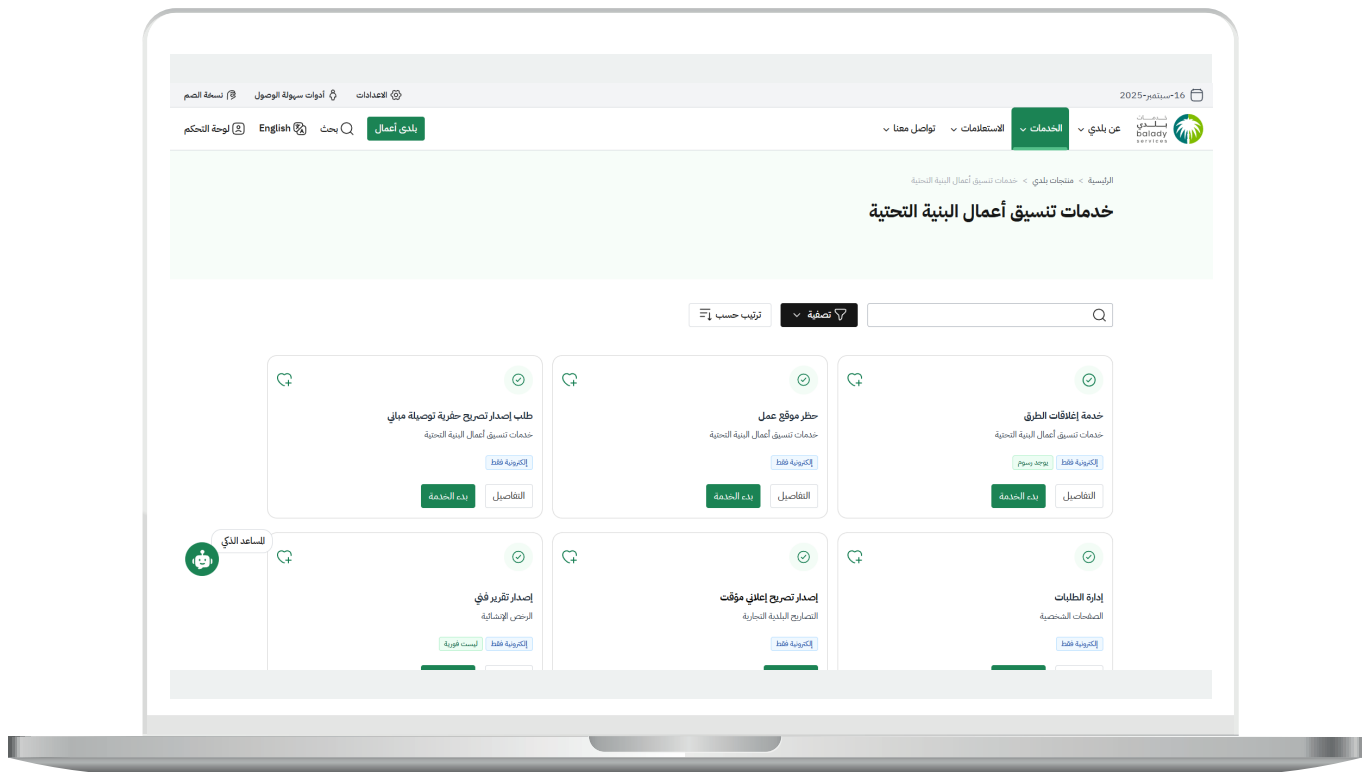 16-سبتمبر-2025
الاعدادات
أدوات سهولة الوصول
نسخة الصم
خدمات
بلدي
balady
services
عن بلدي
الخدمات
الاستعلامات
تواصل معنا
بلدي أعمال
بحث
English
لوحة التحكم
الرئيسية > منتجات بلدي > خدمات تنسيق أعمال البنية التحتية
خدمات تنسيق أعمال البنية التحتية
تصفية
ترتيب حسب
خدمة إغلاقات الطرق
خدمات تنسيق أعمال البنية التحتية
إلكترونية فقط
يوجد رسوم
التفاصيل
بدء الخدمة
حظر موقع عمل
خدمات تنسيق أعمال البنية التحتية
إلكترونية فقط
التفاصيل
بدء الخدمة
طلب إصدار تصريح حفرية توصيلة مباني
خدمات تنسيق أعمال البنية التحتية
إلكترونية فقط
التفاصيل
بدء الخدمة
المساعد الذكي
إدارة الطلبات
الصفحات الشخصية
إلكترونية فقط
إصدار تصريح إعلاني مؤقت
التصاريح البلدية التجارية
إلكترونية فقط
إصدار تقرير فني
الرخص الإنشائية
إلكترونية فقط
ليست فورية